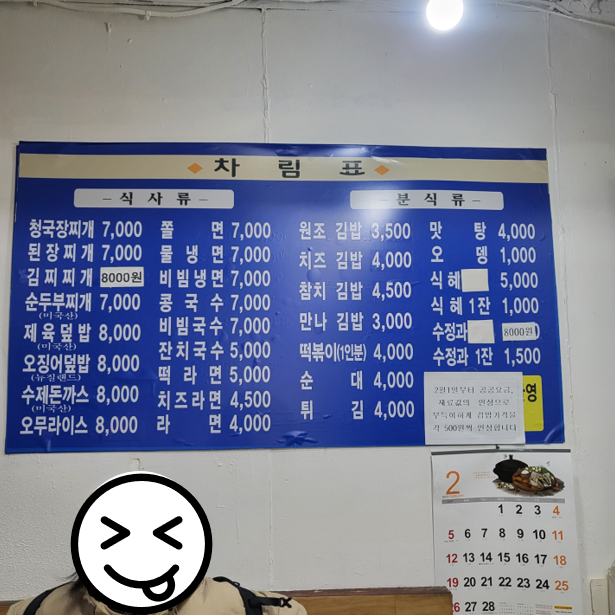 차 림 표
– 식 사 류 –
청국장찌개 7,000
된장찌개 7,000
김치찌개 8000원
순두부찌개 7,000
(미국산)
제육덮밥 8,000
(미국산)
오징어덮밥 8,000
(뉴질랜드)
수제돈까스 8,000
(미국산)
오무라이스 8,000
쫄 면 7,000
물 냉 면 7,000
비빔냉면 7,000
콩 국 수 7,000
비빔국수 7,000
잔치국수 5,000
떡 라 면 5,000
치즈라면 4,500
라 면 4,000
– 분 식 류 –
원조 김밥 3,500
치즈 김밥 4,000
참치 김밥 4,500
만나 김밥 3,000
떡볶이(1인분) 4,000
순 대 4,000
튀 김 4,000
맛 탕 4,000
오 뎅 1,000
식혜 5,000
식혜 1잔 1,000
수정과 8000원
수정과 1잔 1,500
2월1일부터 공공요금,
재료값의 인상으로
부득이하게 김밥가격을
각 500원씩 인상합니다
2
1 2 3 4
5 6 7 8 9 10 11
12 13 14 15 16 17 18
19 20 21 22 23 24 25
26 27 28